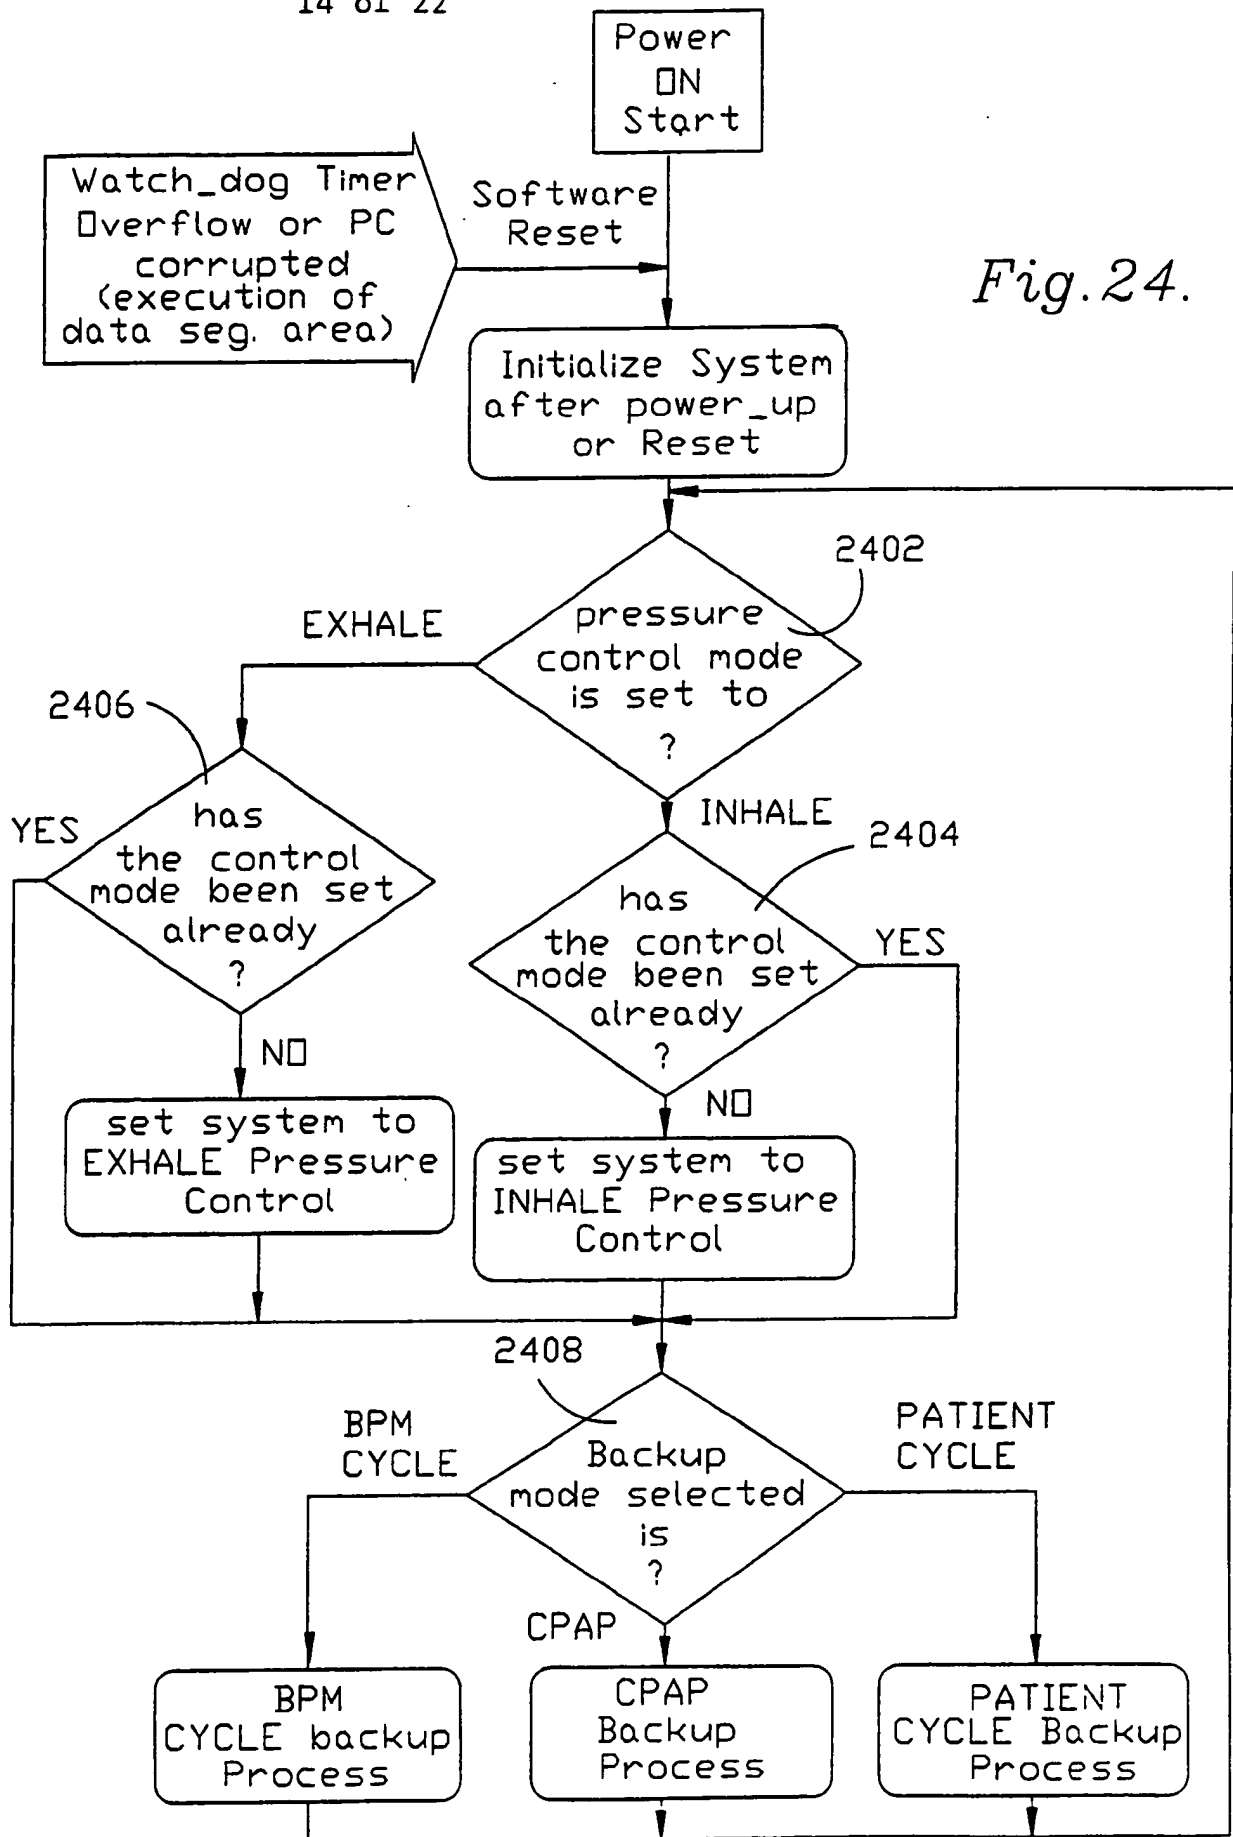 14 of 22
Power
ON
Start
Watch_dog Timer
Overflow or PC
corrupted
(execution of
data seg. area)
Software
Reset
Fig.24.
Initialize System
after power_up
or Reset
2402
pressure
control mode
is set to
?
EXHALE
INHALE
2406
has
the control
mode been set
already
?
YES
NO
2404
has
the control
mode been set
already
?
YES
NO
set system to
EXHALE Pressure
Control
set system to
INHALE Pressure
Control
2408
Backup
mode selected
is
?
BPM
CYCLE
CPAP
PATIENT
CYCLE
BPM
CYCLE backup
Process
CPAP
Backup
Process
PATIENT
CYCLE Backup
Process